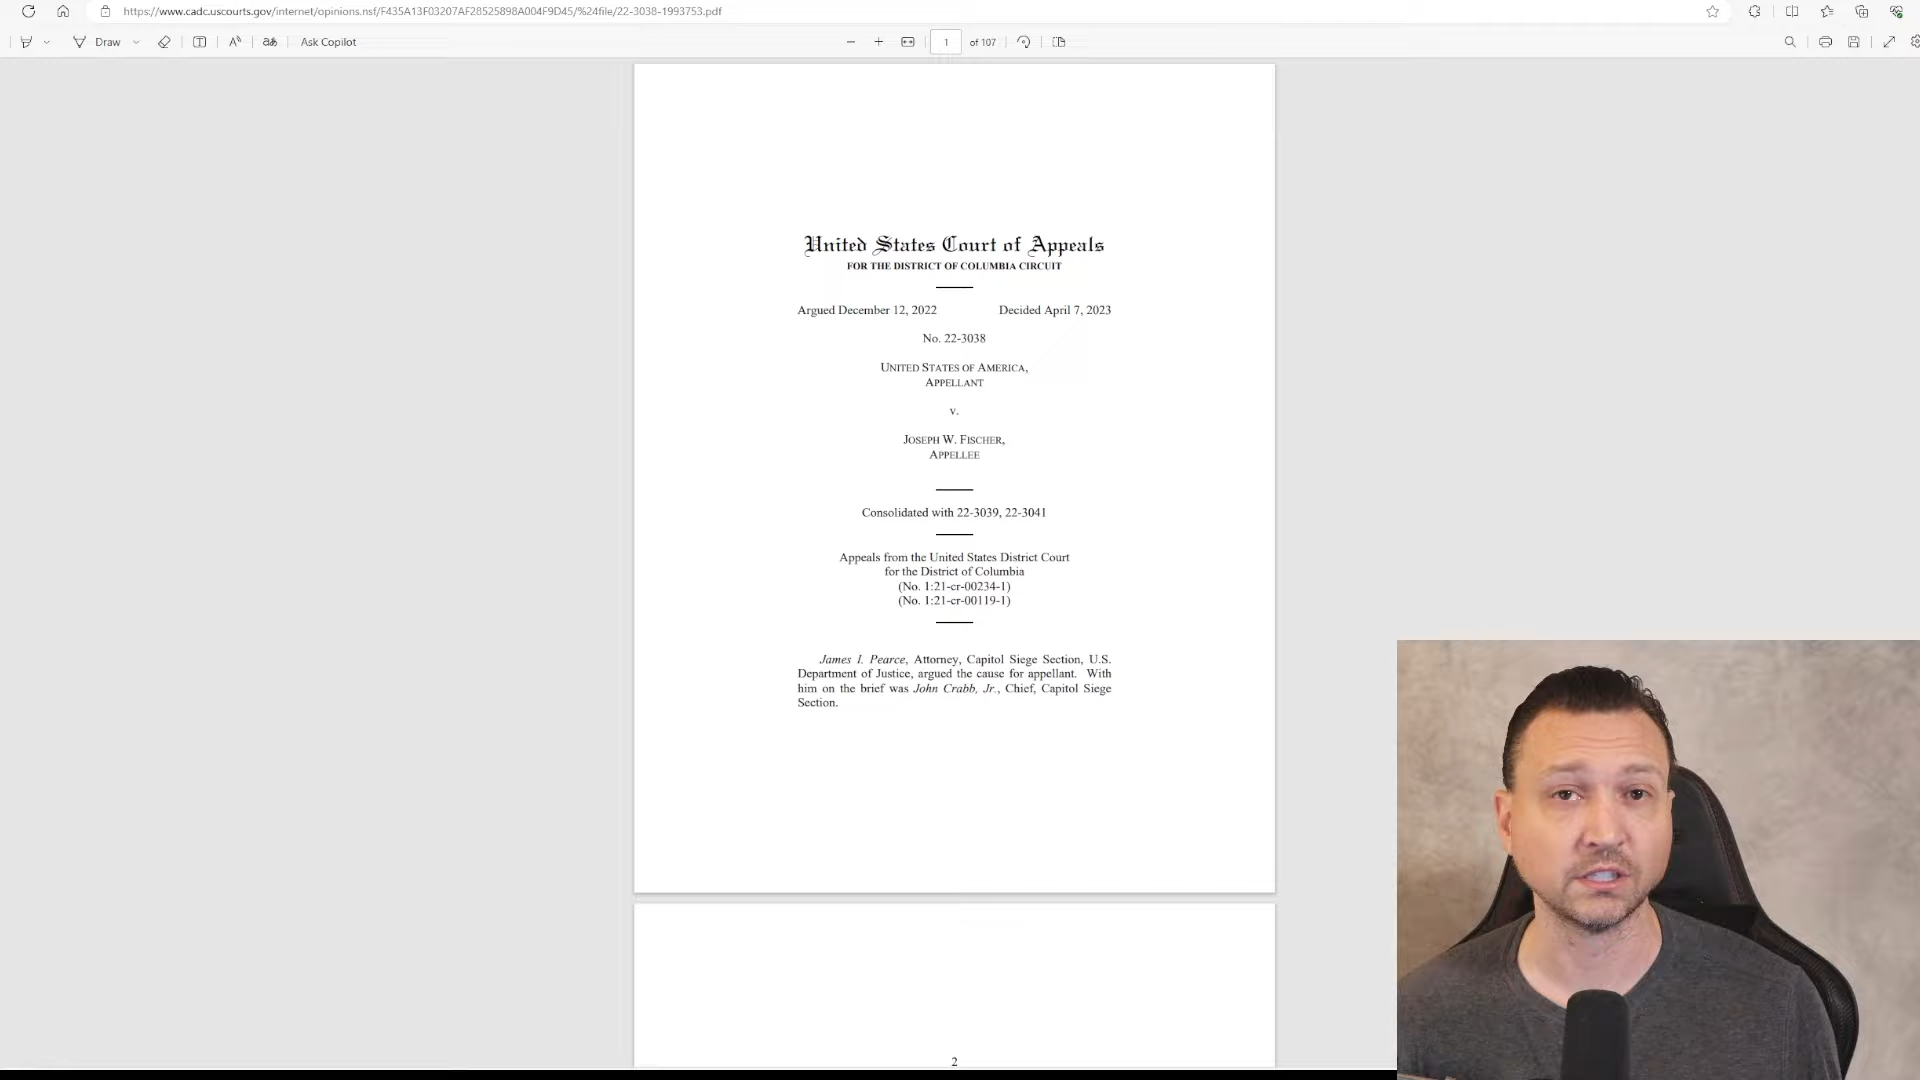 https://www.cadc.uscourts.gov/internet/opinions.nsf/F435A13F03207AF28525898A004F9D45/%24file/22-3038-1993753.pdf
Draw
Ask Copilot
1 of 107
United States Court of Appeals
FOR THE DISTRICT OF COLUMBIA CIRCUIT
Argued December 12, 2022 Decided April 7, 2023
No. 22-3038
UNITED STATES OF AMERICA,
APPELLANT
v.
JOSEPH W. FISCHER,
APPELLEE
Consolidated with 22-3039, 22-3041
Appeals from the United States District Court
for the District of Columbia
(No. 1:21-cr-00234-1)
(No. 1:21-cr-00119-1)
James I. Pearce, Attorney, Capitol Siege Section, U.S.
Department of Justice, argued the cause for appellant. With
him on the brief was John Crabb, Jr., Chief, Capitol Siege
Section.
2